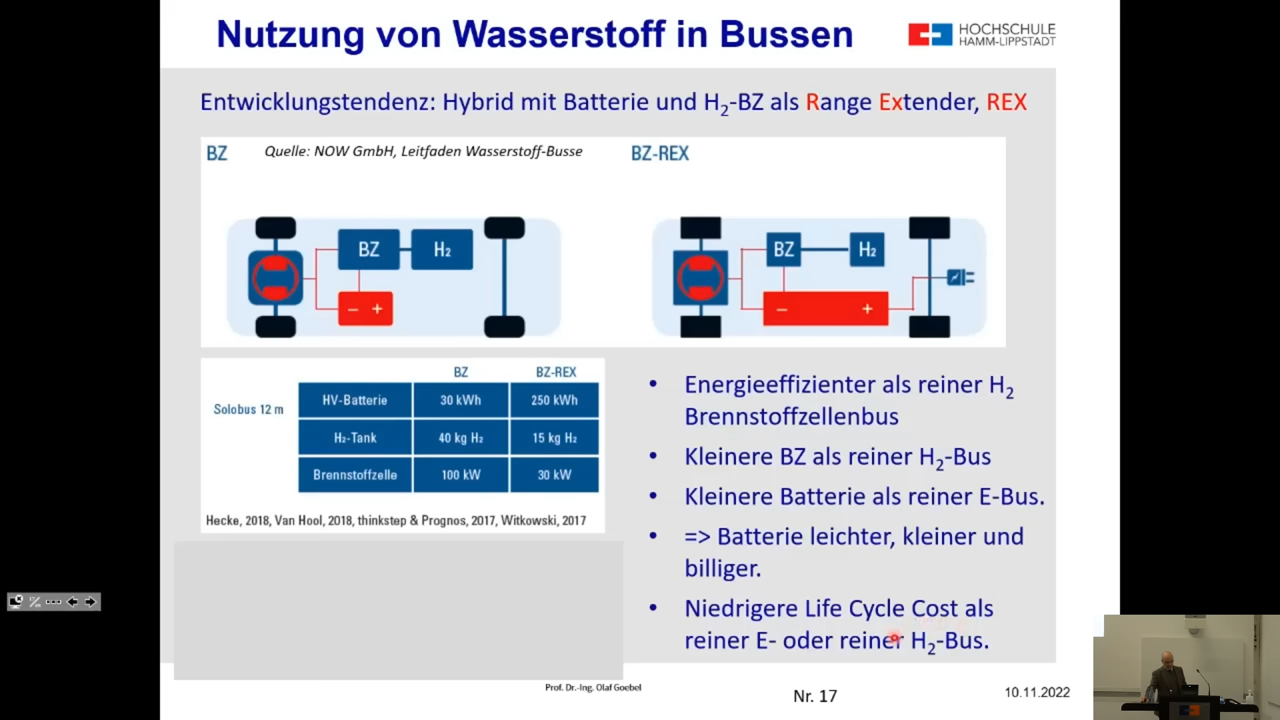 Nutzung von Wasserstoff in Bussen
HOCHSCHULE
HAMM-LIPPSTADT
Entwicklungstendenz: Hybrid mit Batterie und H₂-BZ als Range Extender, REX
BZ
Quelle: NOW GmbH, Leitfaden Wasserstoff-Busse
BZ-REX
BZ
H₂
BZ
H₂
– +
– +
BZ
BZ-REX
Solobus 12 m
HV-Batterie
30 kWh
250 kWh
H₂-Tank
40 kg H₂
15 kg H₂
Brennstoffzelle
100 kW
30 kW
Hecke, 2018, Van Hool, 2018, thinkstep & Prognos, 2017, Witkowski, 2017
• Energieeffizienter als reiner H₂
Brennstoffzellenbus
• Kleinere BZ als reiner H₂-Bus
• Kleinere Batterie als reiner E-Bus.
• => Batterie leichter, kleiner und
billiger.
• Niedrigere Life Cycle Cost als
reiner E- oder reiner H₂-Bus.
Prof. Dr.-Ing. Olaf Goebel
Nr. 17
10.11.2022